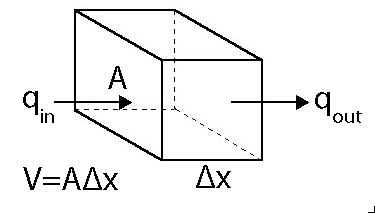 A
q_in
q_out
V=AΔx
Δx